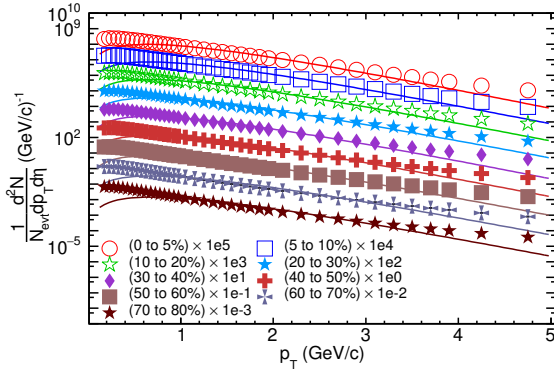 10^10
10^2
10^-5
1/N_evt d^2N/dp_T dη (GeV/c)^-1
(0 to 5%) × 1e5
(5 to 10%) × 1e4
(10 to 20%) × 1e3
(20 to 30%) × 1e2
(30 to 40%) × 1e1
(40 to 50%) × 1e0
(50 to 60%) × 1e-1
(60 to 70%) × 1e-2
(70 to 80%) × 1e-3
1 2 3 4 5
p_T (GeV/c)